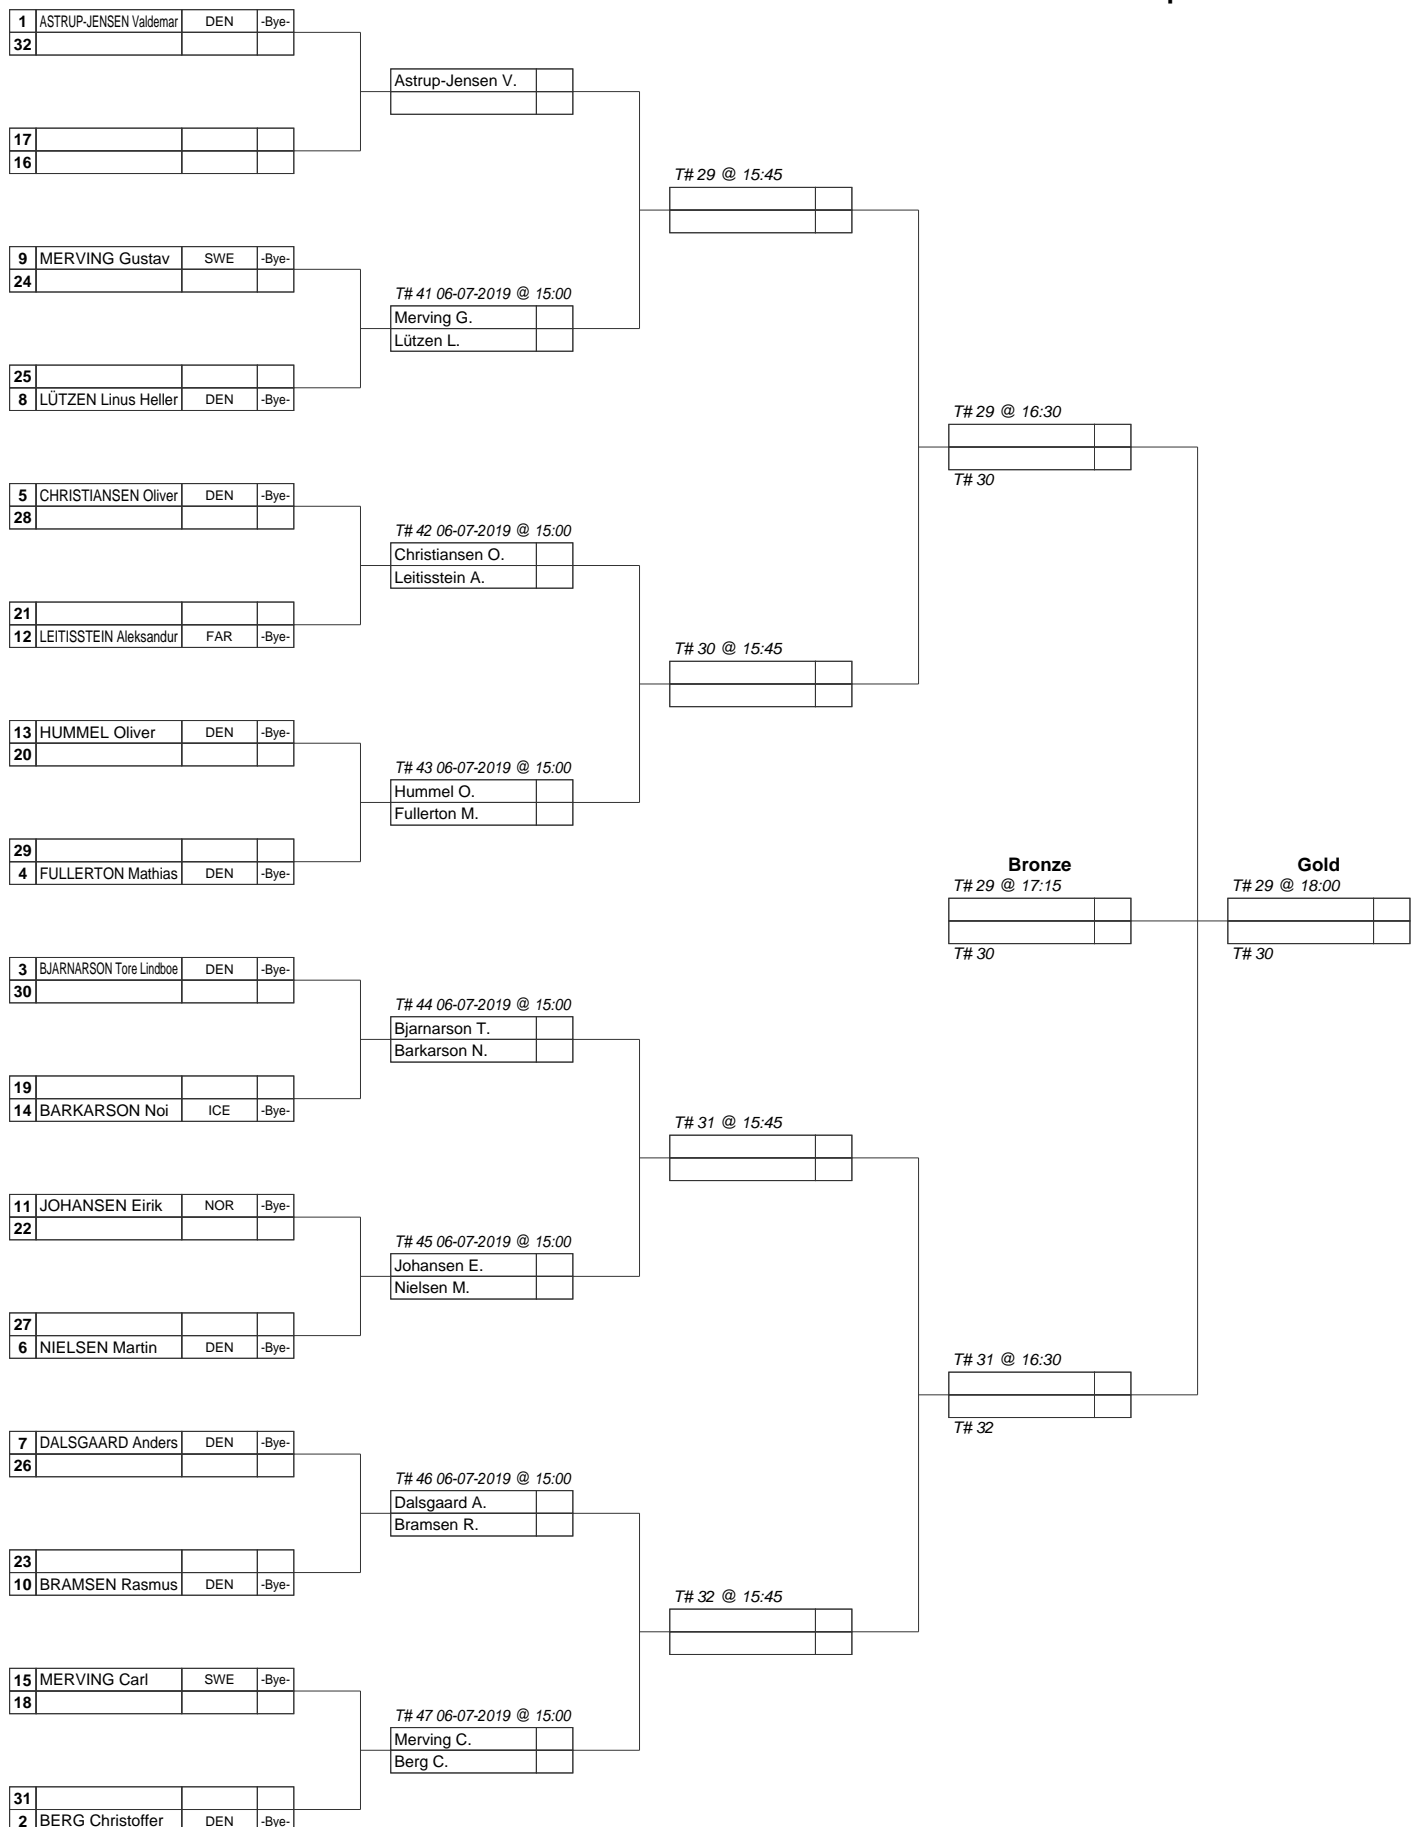 1 ASTRUP-JENSEN Valdemar DEN -Bye-
32
Astrup-Jensen V.
17
16
T# 29 @ 15:45
9 MERVING Gustav SWE -Bye-
24
T# 41 06-07-2019 @ 15:00
Merving G.
Lützen L.
25
8 LÜTZEN Linus Heller DEN -Bye-
T# 29 @ 16:30
T# 30
5 CHRISTIANSEN Oliver DEN -Bye-
28
T# 42 06-07-2019 @ 15:00
Christiansen O.
Leitisstein A.
21
12 LEITISSTEIN Aleksandur FAR -Bye-
T# 30 @ 15:45
13 HUMMEL Oliver DEN -Bye-
20
T# 43 06-07-2019 @ 15:00
Hummel O.
Fullerton M.
29
4 FULLERTON Mathias DEN -Bye-
Bronze
T# 29 @ 17:15
T# 30
Gold
T# 29 @ 18:00
T# 30
3 BJARNARSON Tore Lindboe DEN -Bye-
30
T# 44 06-07-2019 @ 15:00
Bjarnarson T.
Barkarson N.
19
14 BARKARSON Noi ICE -Bye-
T# 31 @ 15:45
11 JOHANSEN Eirik NOR -Bye-
22
T# 45 06-07-2019 @ 15:00
Johansen E.
Nielsen M.
27
6 NIELSEN Martin DEN -Bye-
T# 31 @ 16:30
T# 32
7 DALSGAARD Anders DEN -Bye-
26
T# 46 06-07-2019 @ 15:00
Dalsgaard A.
Bramsen R.
23
10 BRAMSEN Rasmus DEN -Bye-
T# 32 @ 15:45
15 MERVING Carl SWE -Bye-
18
T# 47 06-07-2019 @ 15:00
Merving C.
Berg C.
31
2 BERG Christoffer DEN -Bye-